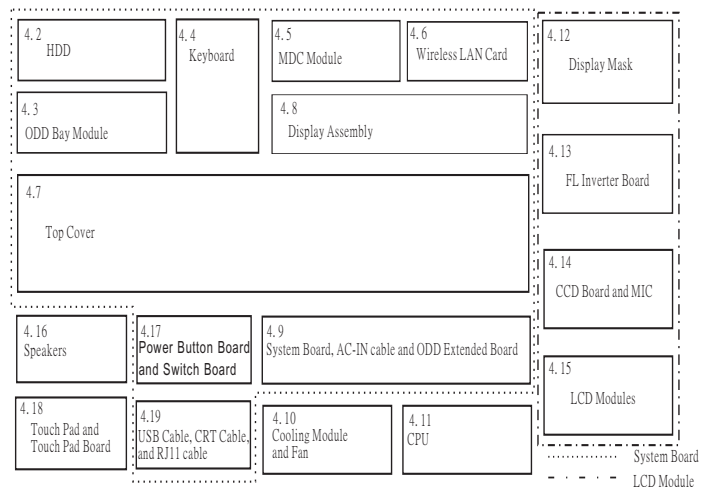 4.2
HDD
4.4
Keyboard
4.5
MDC Module
4.6
Wireless LAN Card
4.12
Display Mask
4.3
ODD Bay Module
4.8
Display Assembly
4.13
FL Inverter Board
4.7
Top Cover
4.14
CCD Board and MIC
4.16
Speakers
4.17
Power Button Board
and Switch Board
4.9
System Board, AC-IN cable and ODD Extended Board
4.15
LCD Modules
4.18
Touch Pad and
Touch Pad Board
4.19
USB Cable, CRT Cable,
and RJ11 cable
4.10
Cooling Module
and Fan
4.11
CPU
System Board
LCD Module